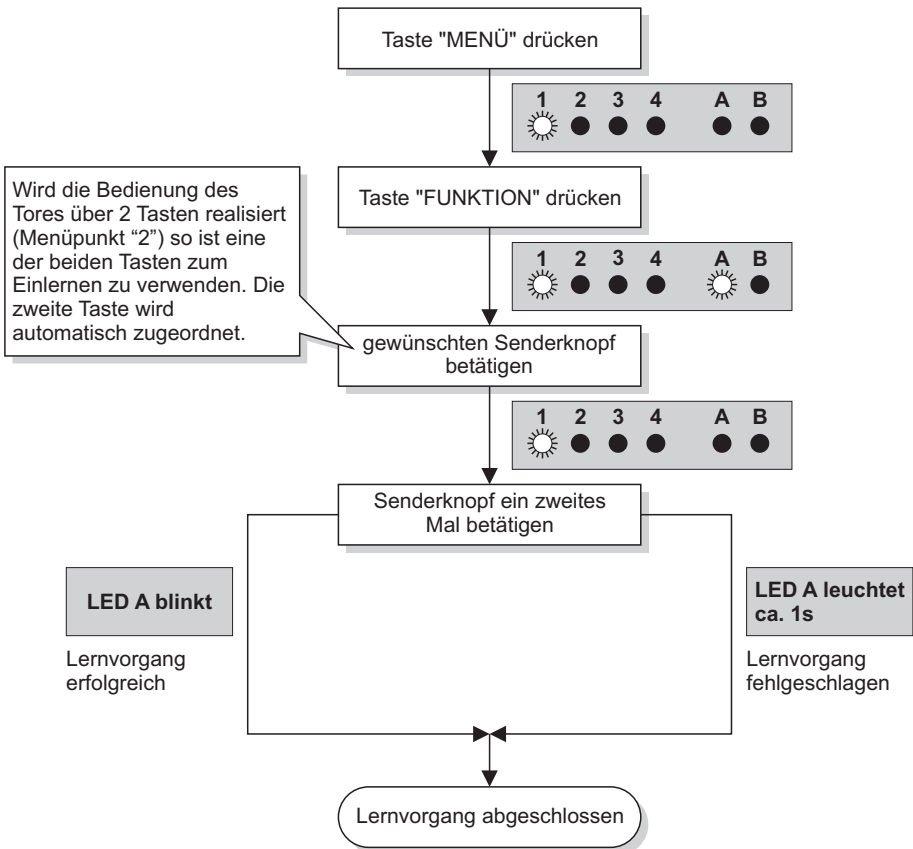 Taste "MENÜ" drücken
1 2 3 4 A B
Wird die Bedienung des
Tores über 2 Tasten realisiert
(Menüpunkt “2”) so ist eine
der beiden Tasten zum
Einlernen zu verwenden. Die
zweite Taste wird
automatisch zugeordnet.
Taste "FUNKTION" drücken
1 2 3 4 A B
gewünschten Senderknopf
betätigen
1 2 3 4 A B
Senderknopf ein zweites
Mal betätigen
LED A blinkt
Lernvorgang
erfolgreich
LED A leuchtet
ca. 1s
Lernvorgang
fehlgeschlagen
Lernvorgang abgeschlossen